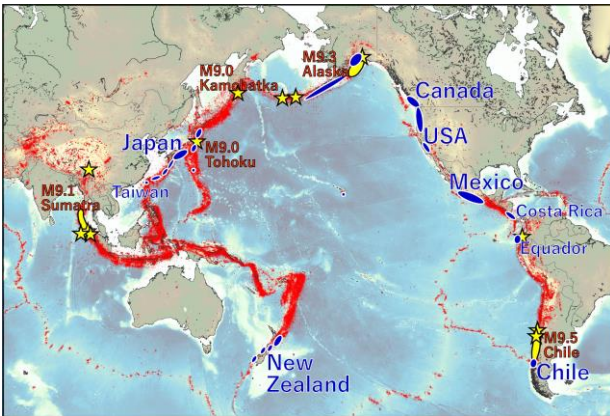 M9.3
Alaska
M9.0
Kamchatka
Canada
USA
Japan
M9.0
Tohoku
Taiwan
M9.1
Sumatra
Mexico
Costa Rica
Equador
M9.5
Chile
Chile
New
Zealand